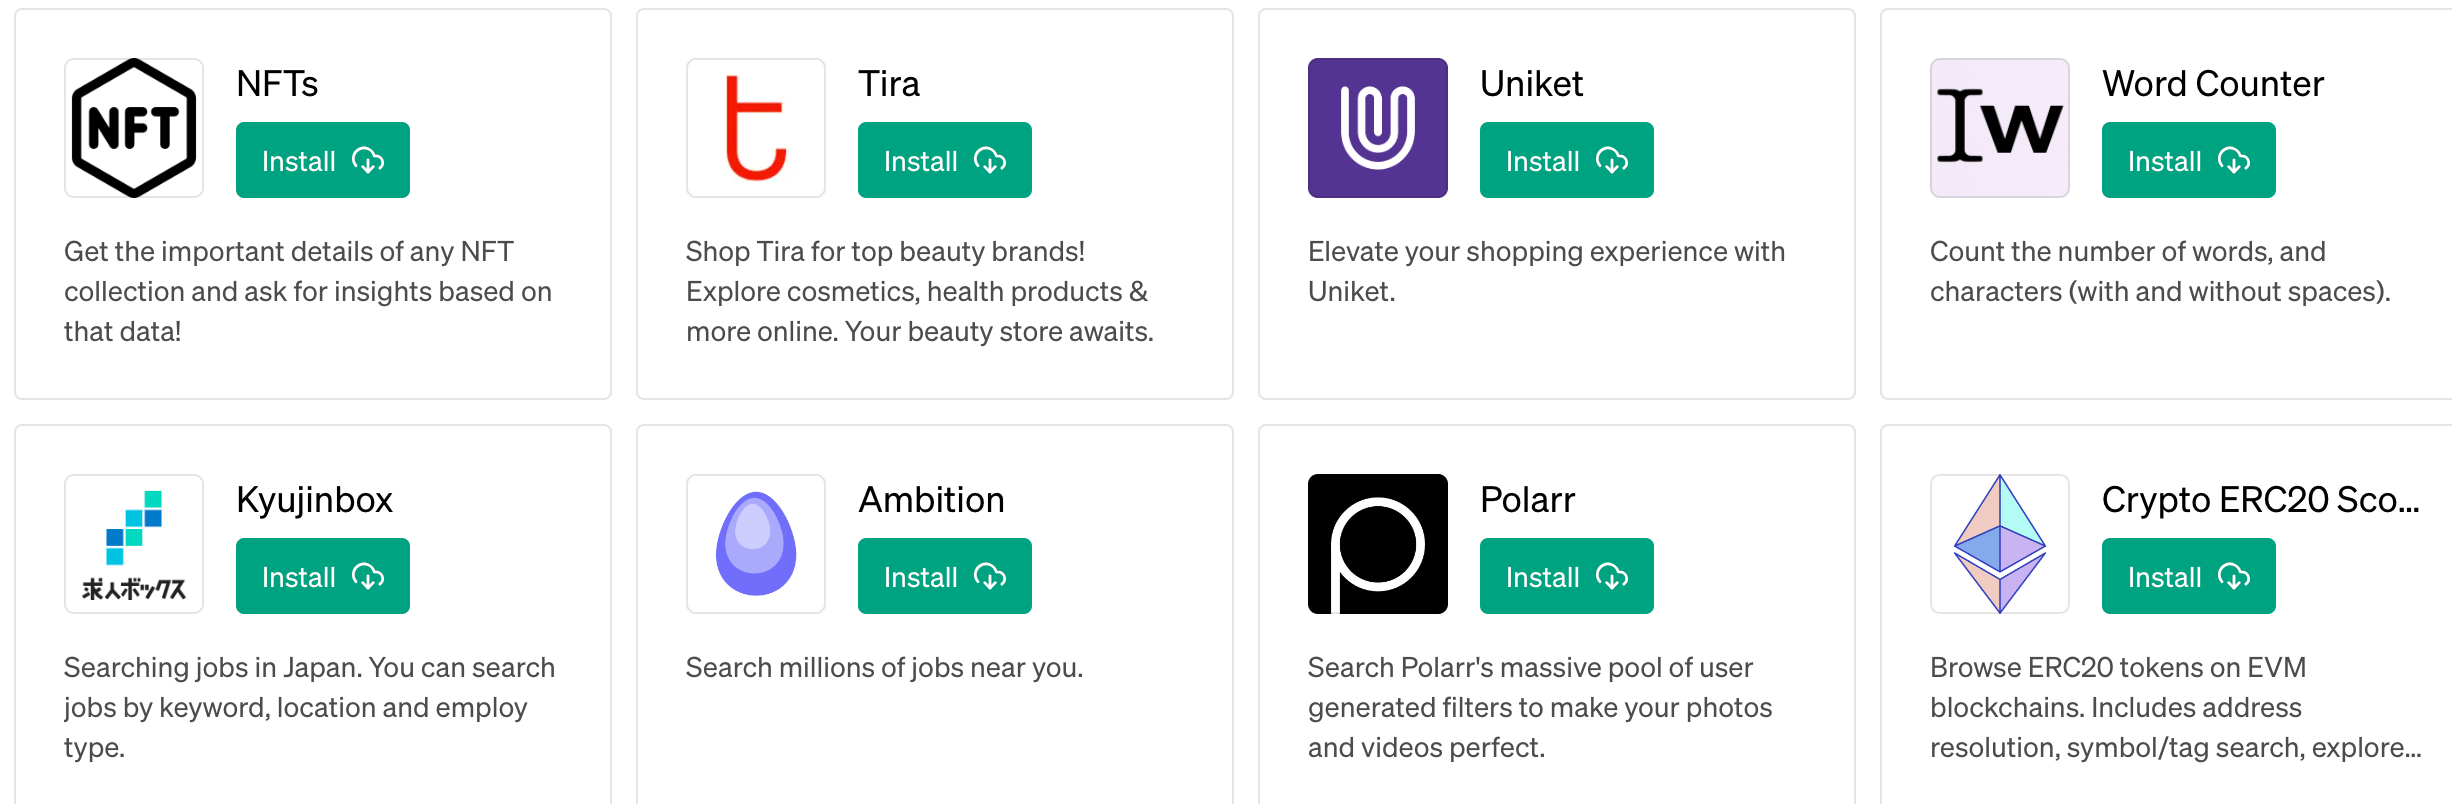 NFT
NFTs
Install
Get the important details of any NFT
collection and ask for insights based on
that data!
Tira
Install
Shop Tira for top beauty brands!
Explore cosmetics, health products &
more online. Your beauty store awaits.
Uniket
Install
Elevate your shopping experience with
Uniket.
Iw
Word Counter
Install
Count the number of words, and
characters (with and without spaces).
求人ボックス
Kyujinbox
Install
Searching jobs in Japan. You can search
jobs by keyword, location and employ
type.
Ambition
Install
Search millions of jobs near you.
Polarr
Install
Search Polarr's massive pool of user
generated filters to make your photos
and videos perfect.
Crypto ERC20 Sco...
Install
Browse ERC20 tokens on EVM
blockchains. Includes address
resolution, symbol/tag search, explore...